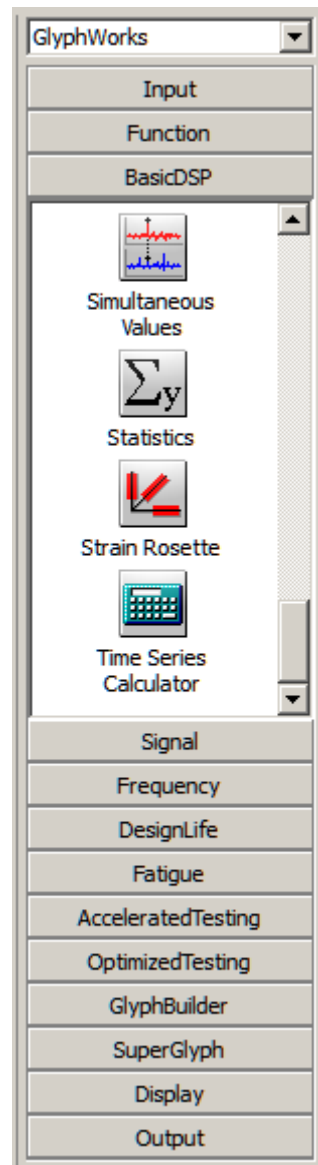 GlyphWorks
Input
Function
BasicDSP
Simultaneous
Values
Σy
Statistics
Strain Rosette
Time Series
Calculator
Signal
Frequency
DesignLife
Fatigue
AcceleratedTesting
OptimizedTesting
GlyphBuilder
SuperGlyph
Display
Output